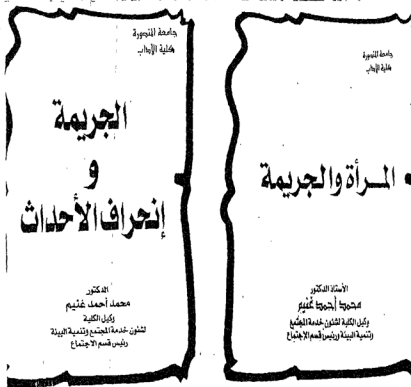 جامعة المنصورة
كلية الآداب
المرأة والجريمة
الأستاذ الدكتور
محمد أحمد غنيم
وكيل الكلية لشئون خدمة المجتمع
وتنمية البيئة ورئيس قسم الاجتماع
جامعة المنصورة
كلية الآداب
الجريمة
و
إنحراف الأحداث
الدكتور
محمد أحمد غنيم
وكيل الكلية
لشئون خدمة المجتمع وتنمية البيئة
رئيس قسم الاجتماع